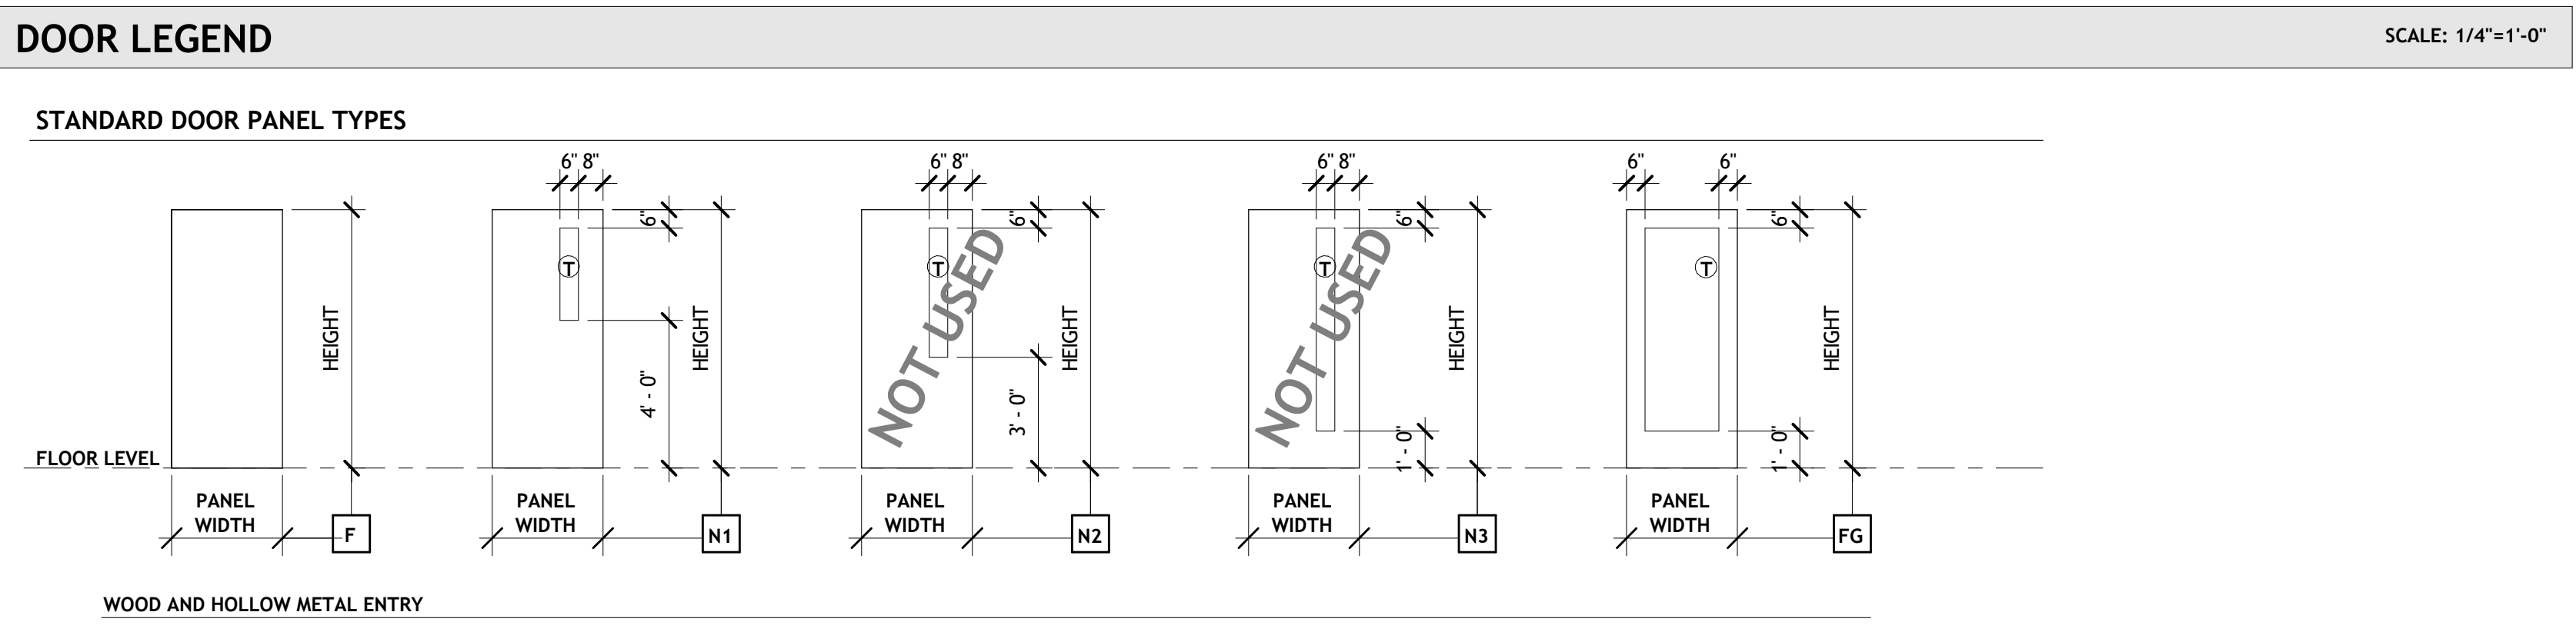 DOOR LEGEND
SCALE: 1/4"=1'-0"
STANDARD DOOR PANEL TYPES
6" 8"
6" 8"
6" 8"
6" 6"
6"
6"
6"
6"
T
T
T
T
HEIGHT
4' - 0"
HEIGHT
NOT USED
3' - 0"
HEIGHT
NOT USED
1' - 0"
HEIGHT
1' - 0"
HEIGHT
FLOOR LEVEL
PANEL
WIDTH
F
PANEL
WIDTH
N1
PANEL
WIDTH
N2
PANEL
WIDTH
N3
PANEL
WIDTH
FG
WOOD AND HOLLOW METAL ENTRY